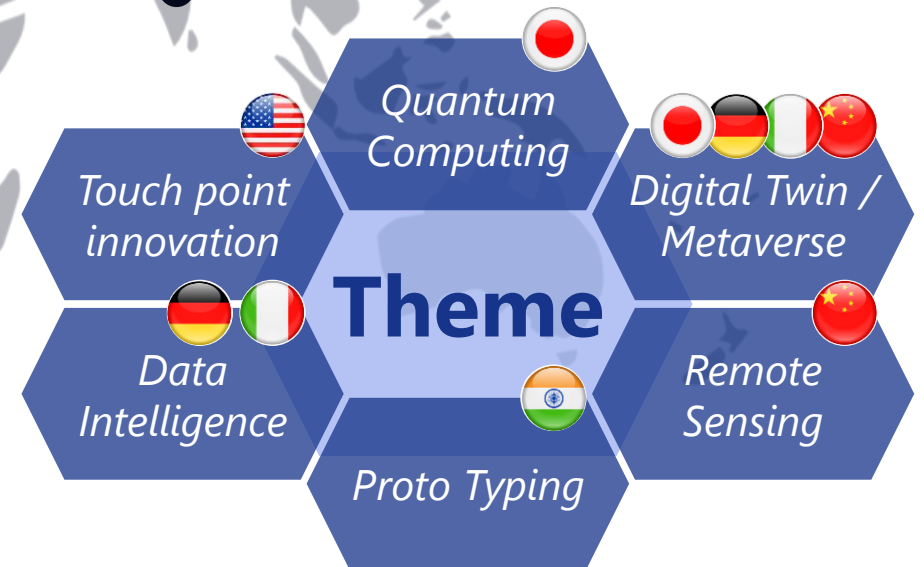 Quantum
Computing
Touch point
innovation
Digital Twin /
Metaverse
Theme
Data
Intelligence
Remote
Sensing
Proto Typing